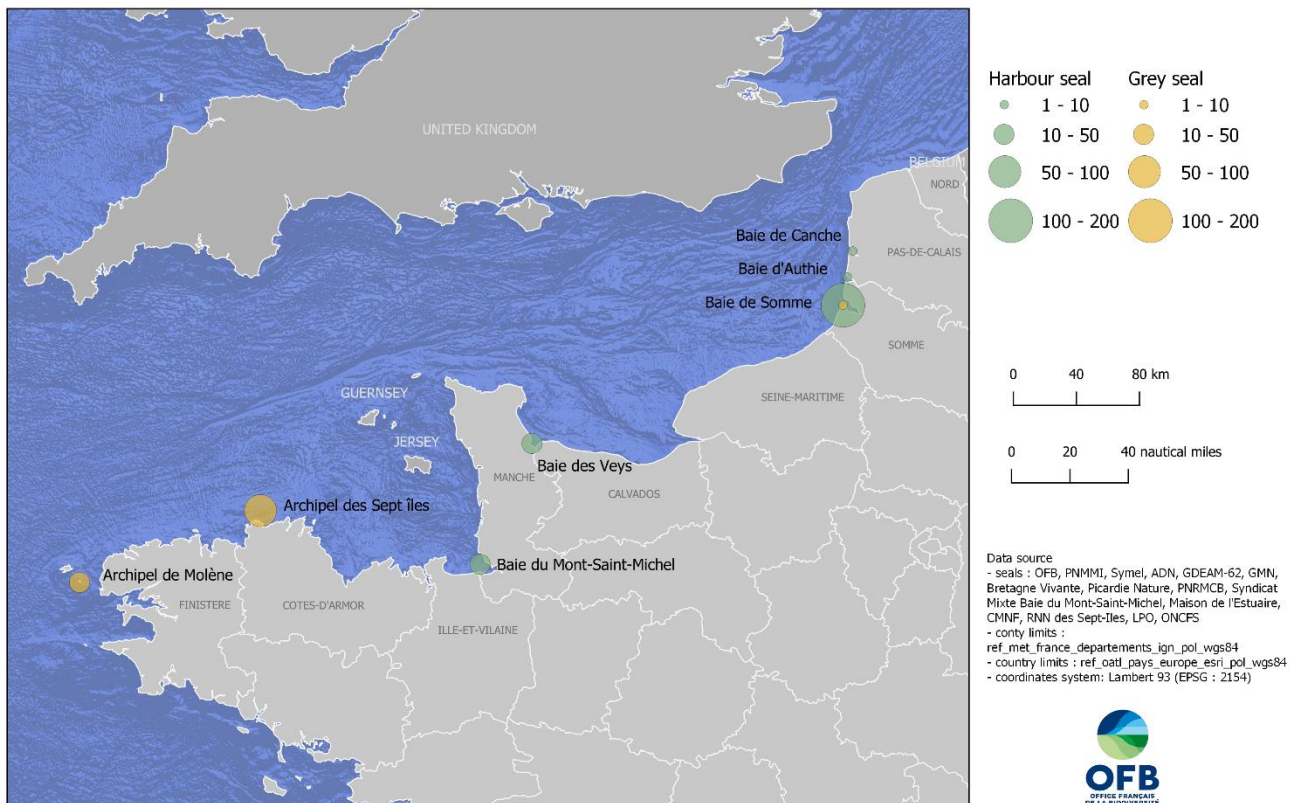 UNITED KINGDOM
BELGIUM
NORD
Baie de Canche
PAS-DE-CALAIS
Baie d'Authie
Baie de Somme
SOMME
SEINE-MARITIME
GUERNSEY
JERSEY
Baie des Veys
MANCHE
CALVADOS
Archipel des Sept îles
Baie du Mont-Saint-Michel
Archipel de Molène
FINISTERE
COTES-D'ARMOR
ILLE-ET-VILAINE
Harbour seal Grey seal
1 - 10 1 - 10
10 - 50 10 - 50
50 - 100 50 - 100
100 - 200 100 - 200
0 40 80 km
0 20 40 nautical miles
Data source
- seals : OFB, PNMMI, Symel, ADN, GDEAM-62, GMN,
Bretagne Vivante, Picardie Nature, PNRMCB, Syndicat
Mixte Baie du Mont-Saint-Michel, Maison de l'Estuaire,
CMNF, RNN des Sept-Iles, LPO, ONCFS
- conty limits :
ref_met_france_departements_ign_pol_wgs84
- country limits : ref_oatl_pays_europe_esri_pol_wgs84
- coordinates system: Lambert 93 (EPSG : 2154)
OFB
OFFICE FRANÇAIS
DE LA BIODIVERSITÉ